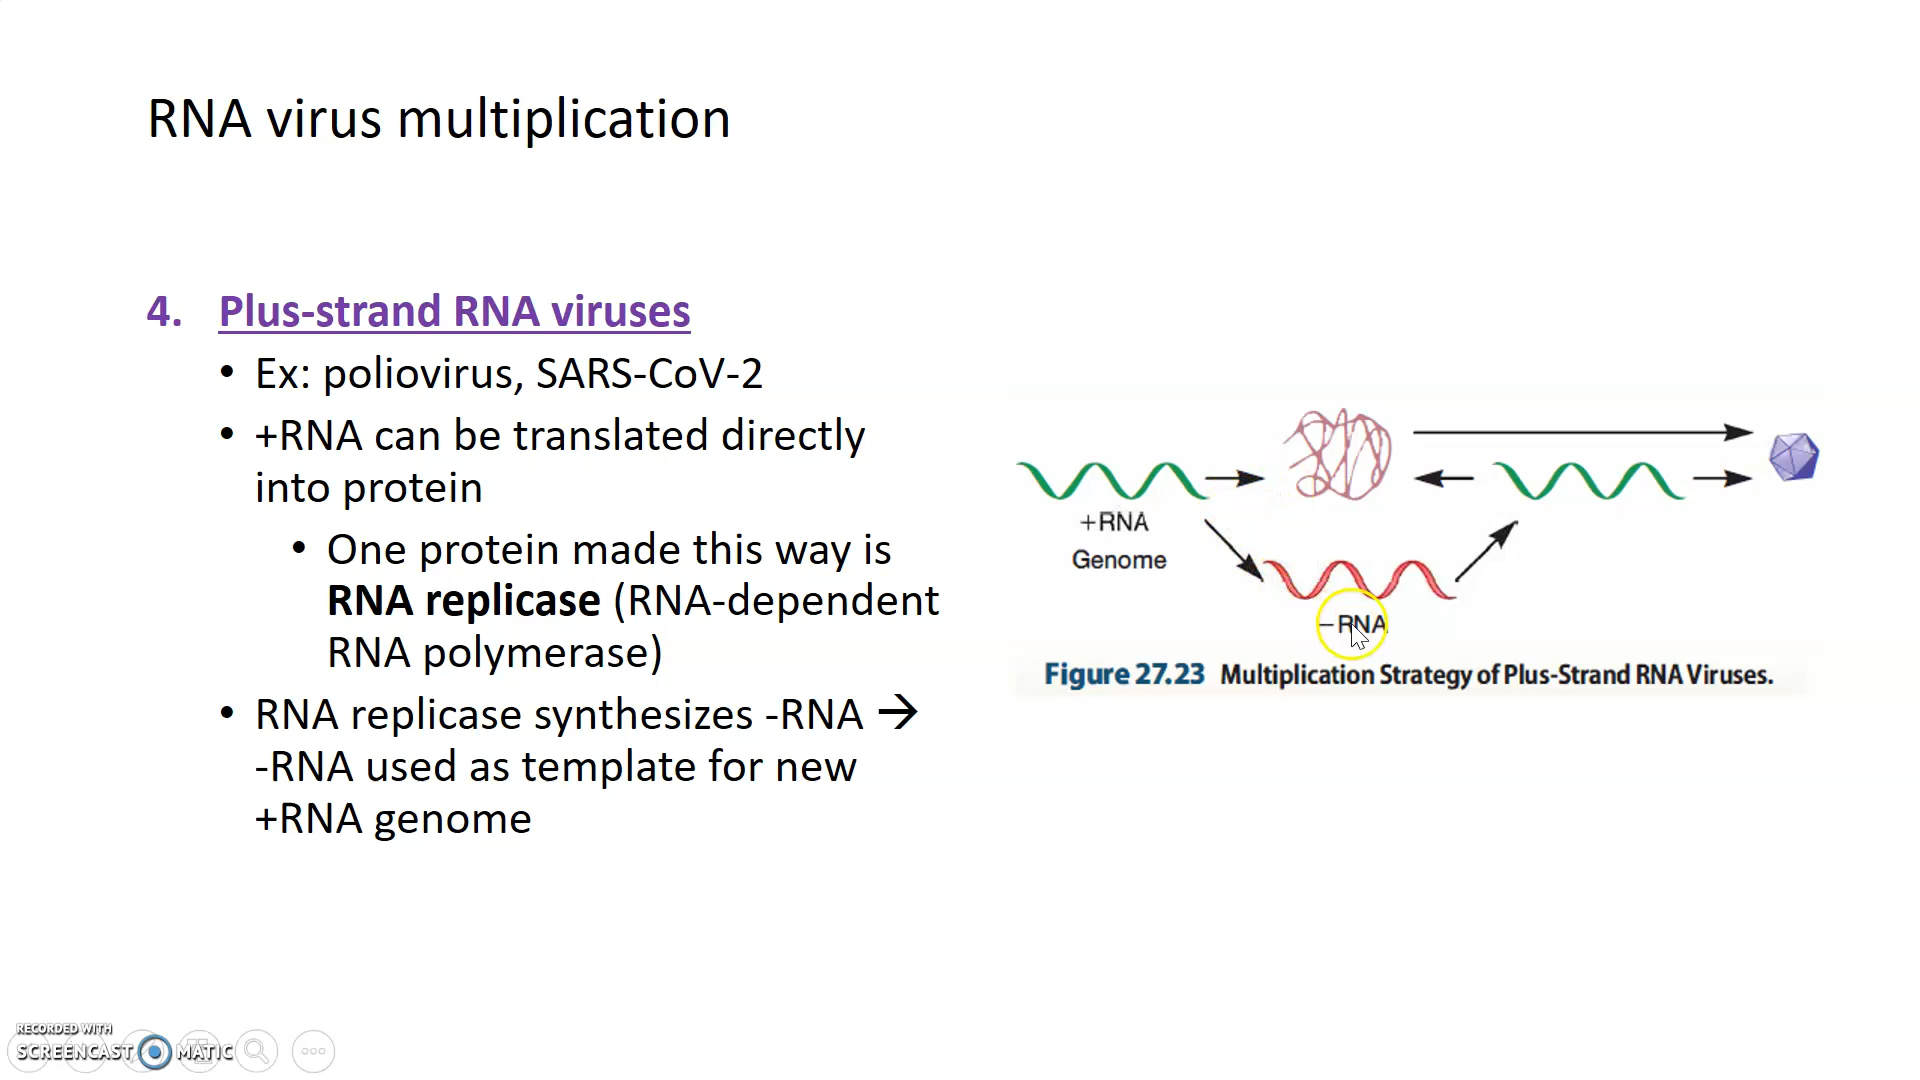 RNA virus multiplication
4. Plus-strand RNA viruses
• Ex: poliovirus, SARS-CoV-2
• +RNA can be translated directly
into protein
• One protein made this way is
RNA replicase (RNA-dependent
RNA polymerase)
• RNA replicase synthesizes -RNA →
-RNA used as template for new
+RNA genome
+RNA
Genome
−RNA
Figure 27.23 Multiplication Strategy of Plus-Strand RNA Viruses.
RECORDED WITH
SCREENCAST MATIC